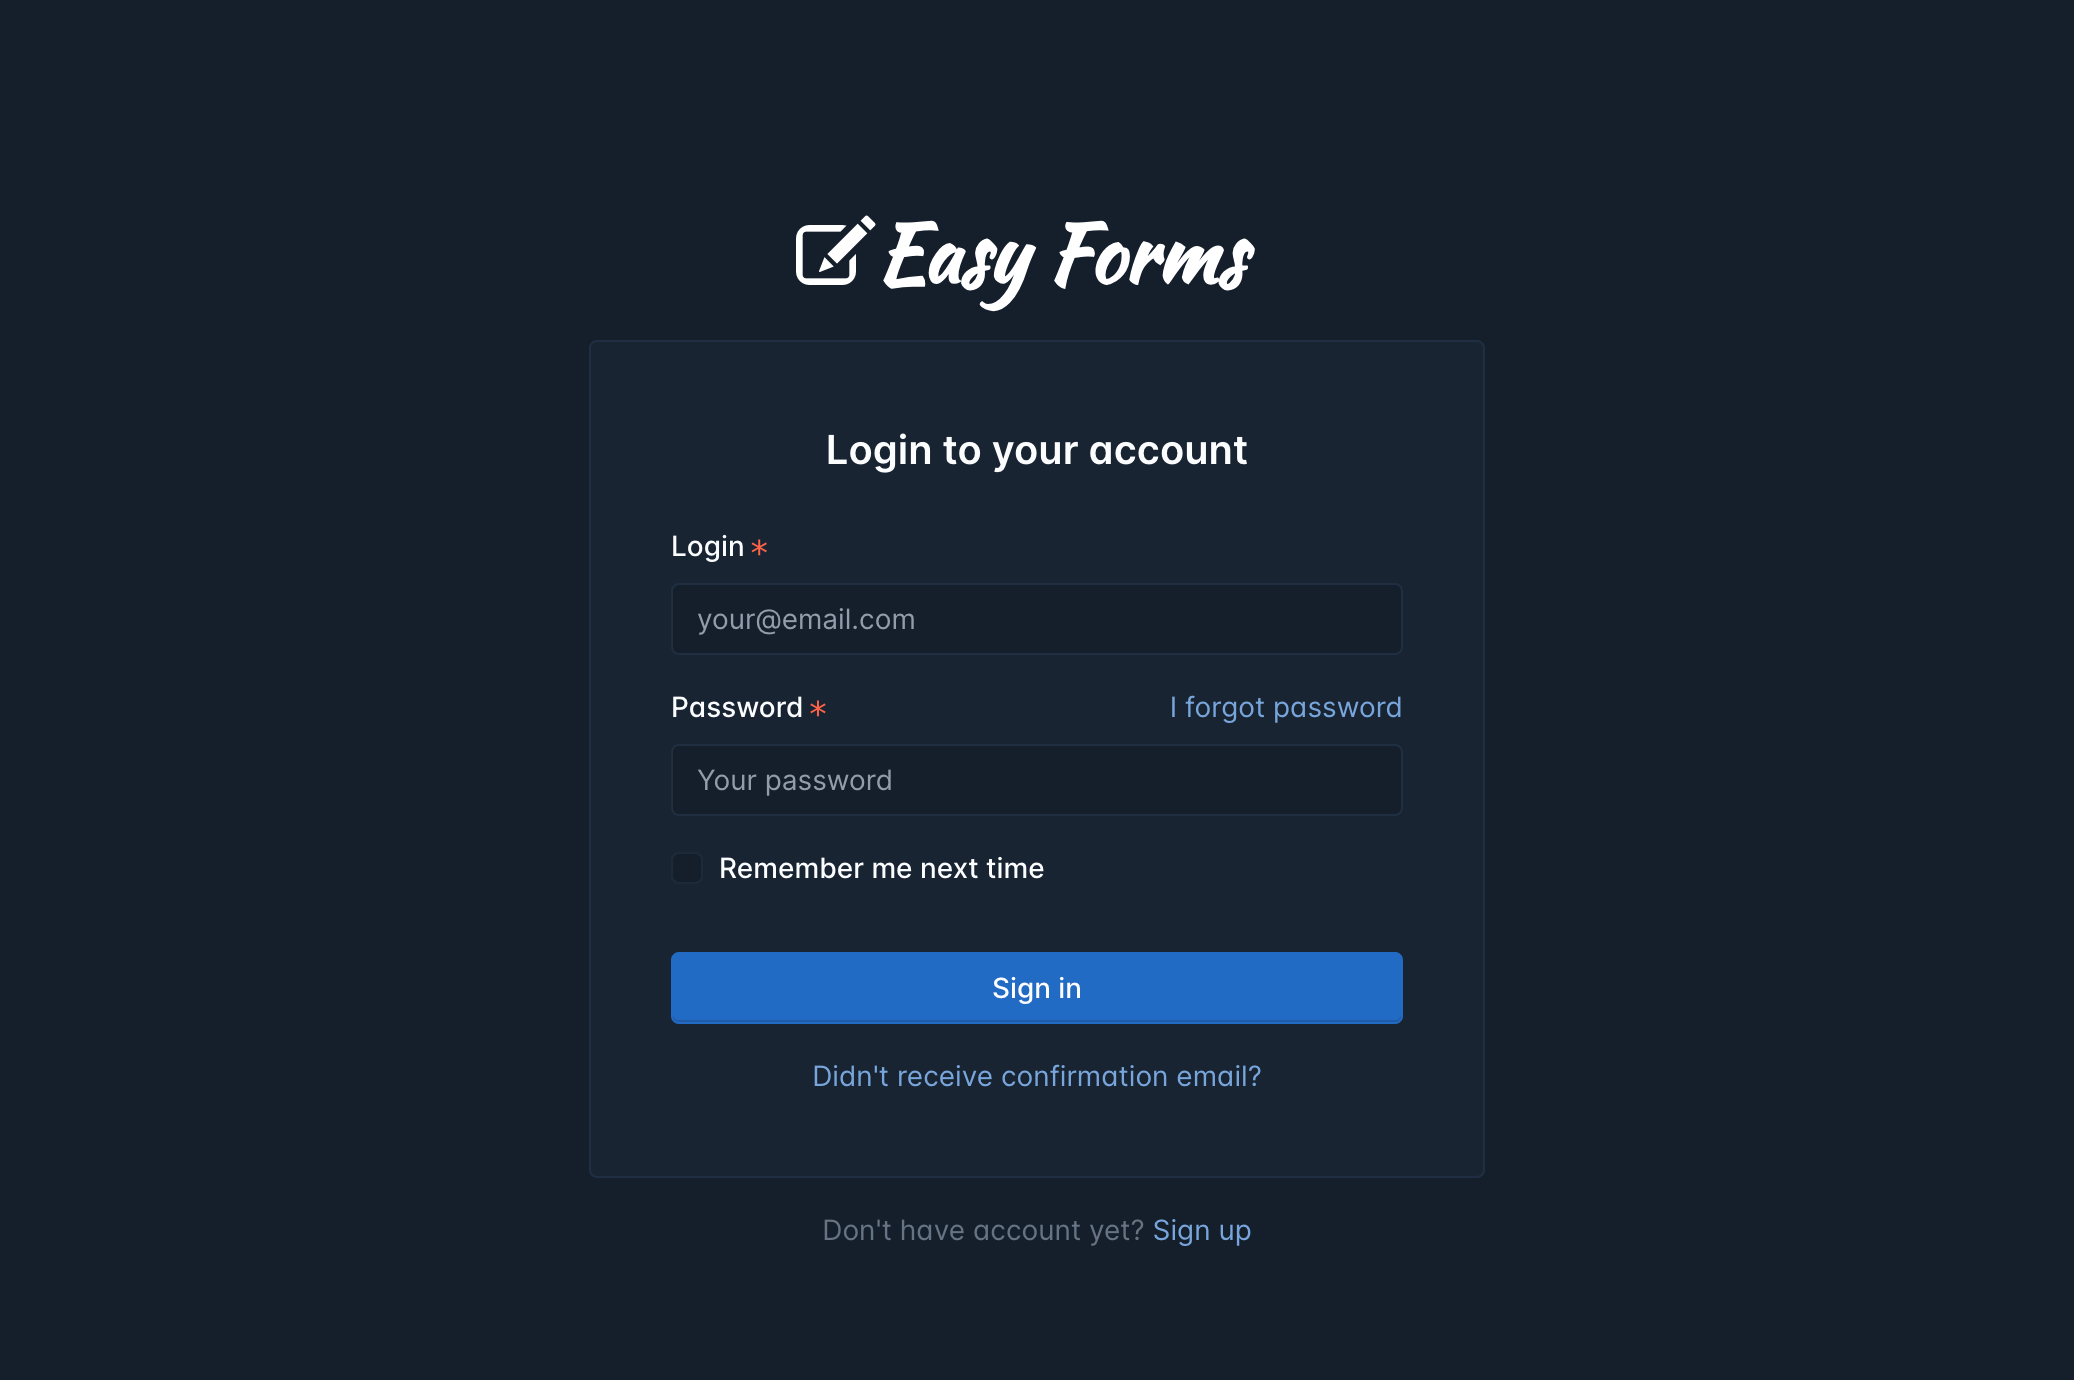 Easy Forms
Login to your account
Login *
your@email.com
Password *
I forgot password
Your password
Remember me next time
Sign in
Didn't receive confirmation email?
Don't have account yet? Sign up